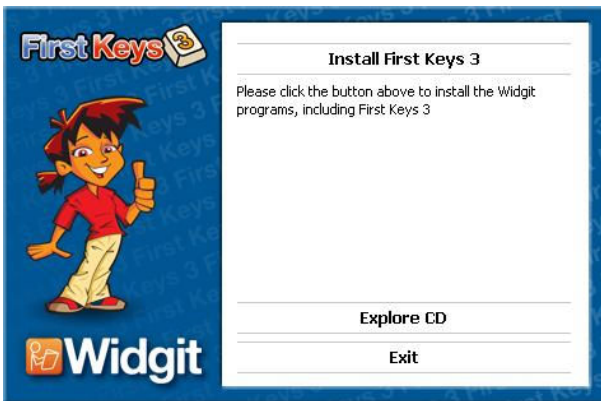 First Keys 3
Install First Keys 3
Please click the button above to install the Widgit
programs, including First Keys 3
Explore CD
Exit
Widgit